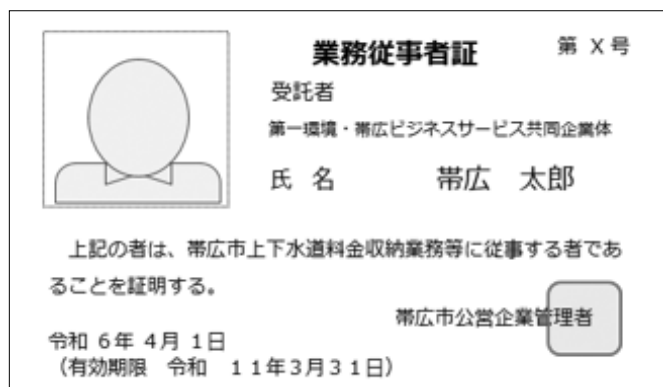 業務従事者証
第 X 号
受託者
第一環境・帯広ビジネスサービス共同企業体
氏 名 帯広 太郎
上記の者は、帯広市上下水道料金収納業務等に従事する者であ
ることを証明する。
帯広市公営企業管理者
令和 6年 4月 1日
(有効期限 令和 11年3月31日)